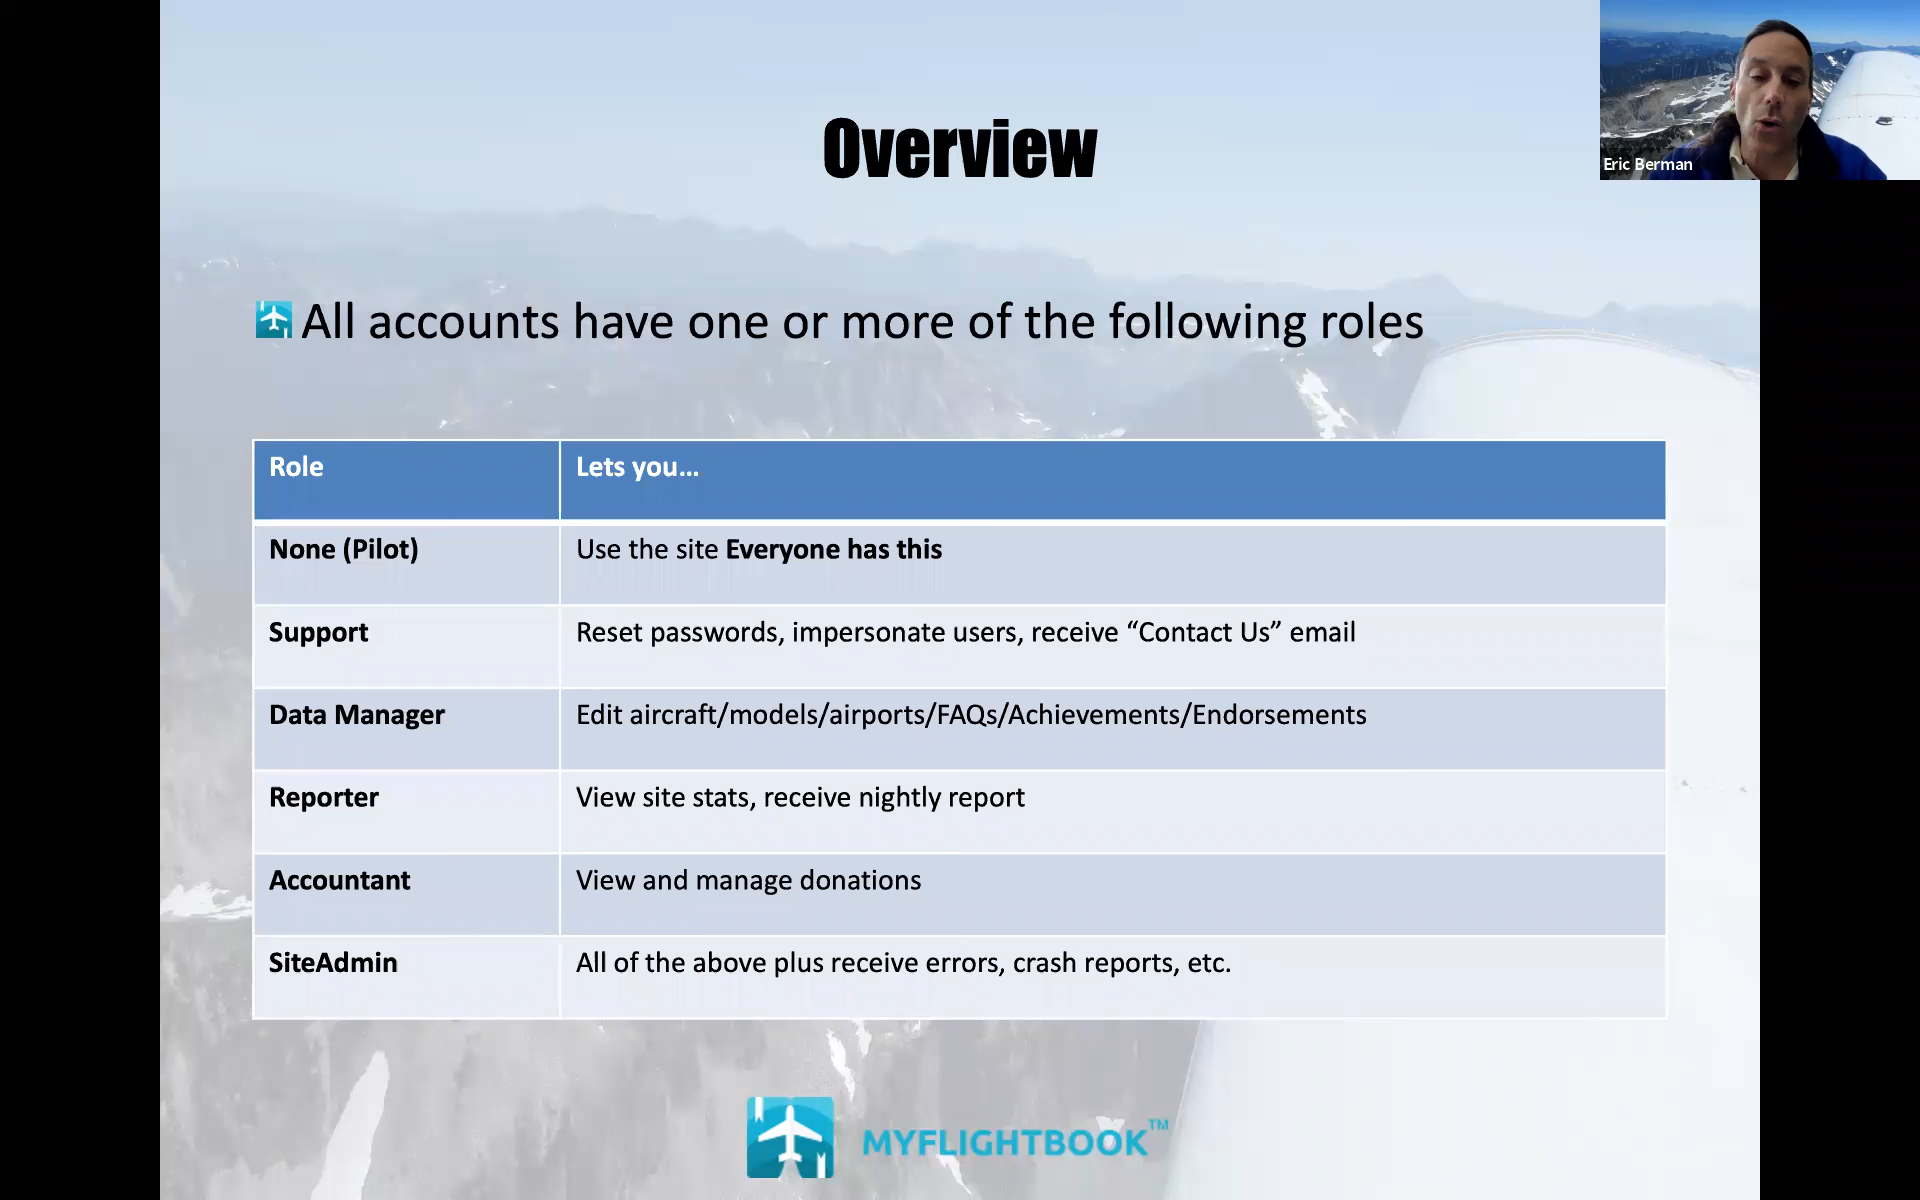 Overview
Eric Berman
All accounts have one or more of the following roles
Role Lets you...
None (Pilot) Use the site Everyone has this
Support Reset passwords, impersonate users, receive “Contact Us” email
Data Manager Edit aircraft/models/airports/FAQs/Achievements/Endorsements
Reporter View site stats, receive nightly report
Accountant View and manage donations
SiteAdmin All of the above plus receive errors, crash reports, etc.
MYFLIGHTBOOK™